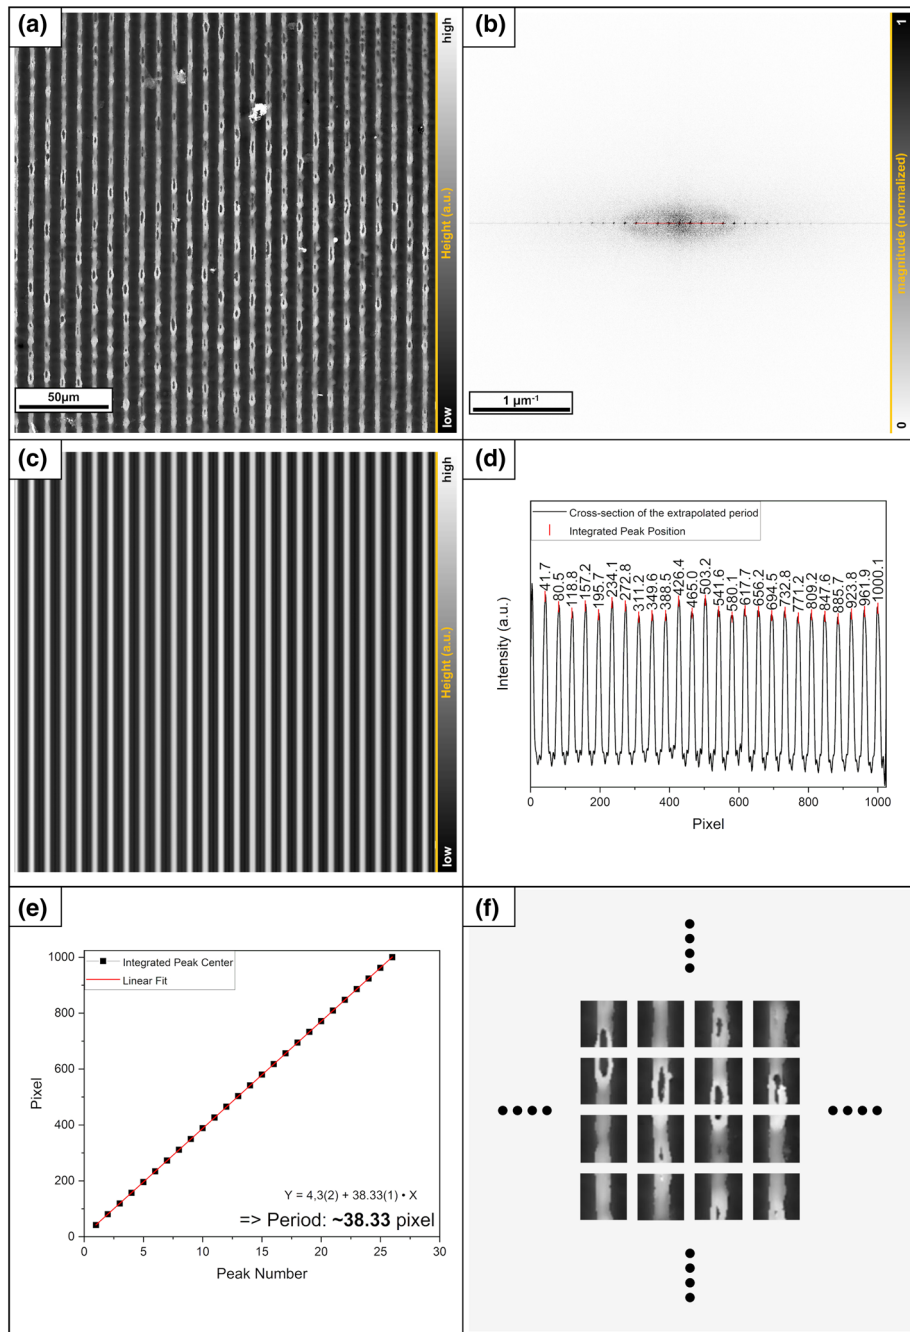 (a)
high
Height (a.u.)
low
50µm
(b)
1
magnitude (normalized)
0
1 µm⁻¹
(c)
high
Height (a.u.)
low
(d)
Cross-section of the extrapolated period
Integrated Peak Position
41.7
80.5
118.8
157.2
195.7
234.1
272.8
311.2
349.6
388.5
426.4
465.0
503.2
541.6
580.1
617.7
656.2
694.5
732.8
771.2
809.2
847.6
885.7
923.8
961.9
1000.1
Intensity (a.u.)
0 200 400 600 800 1000
Pixel
(e)
Integrated Peak Center
Linear Fit
1000
800
600
400
200
0
Pixel
Y = 4,3(2) + 38.33(1) • X
=> Period: ~38.33 pixel
0 5 10 15 20 25 30
Peak Number
(f)